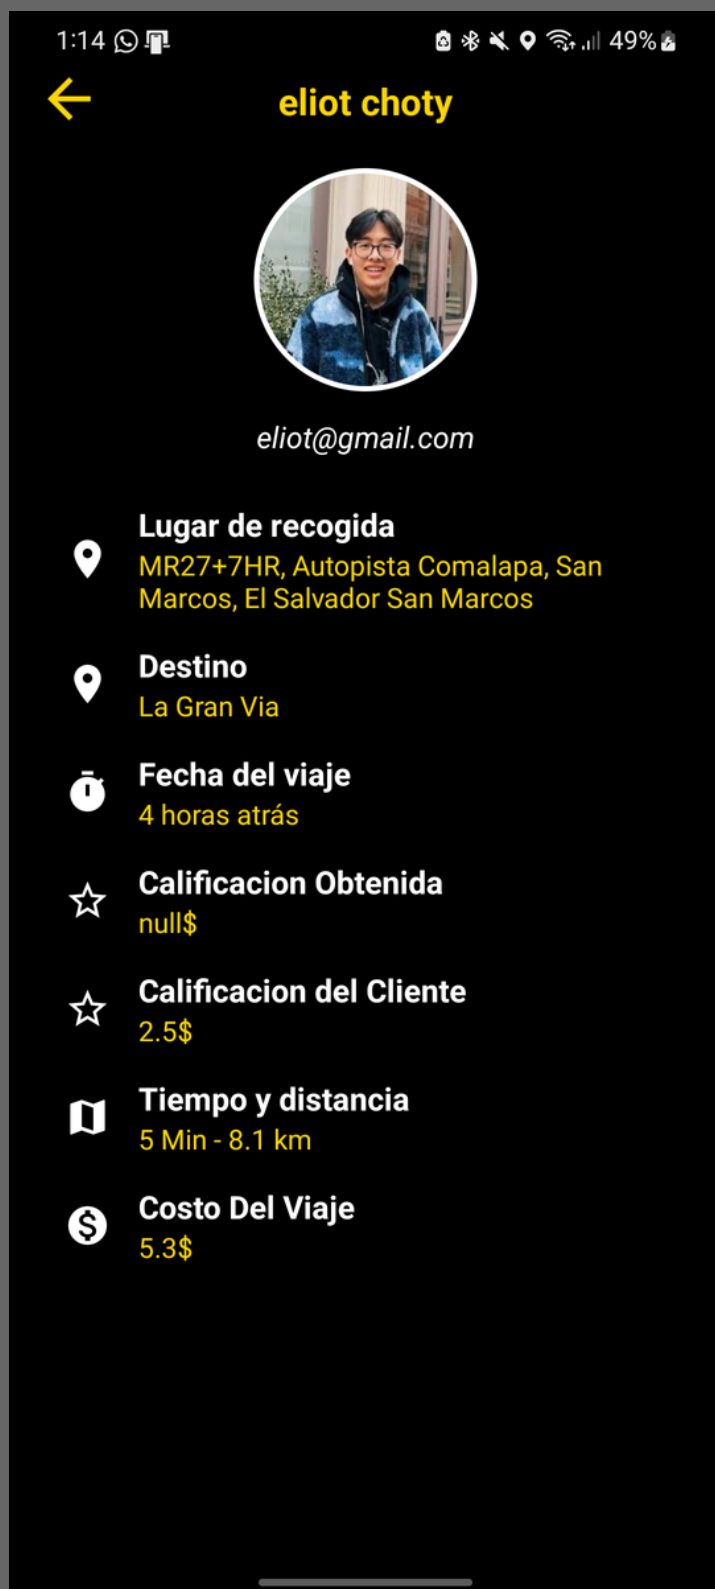 1:14 49%
eliot choty
eliot@gmail.com
Lugar de recogida
MR27+7HR, Autopista Comalapa, San
Marcos, El Salvador San Marcos
Destino
La Gran Via
Fecha del viaje
4 horas atrás
Calificacion Obtenida
null$
Calificacion del Cliente
2.5$
Tiempo y distancia
5 Min - 8.1 km
Costo Del Viaje
5.3$